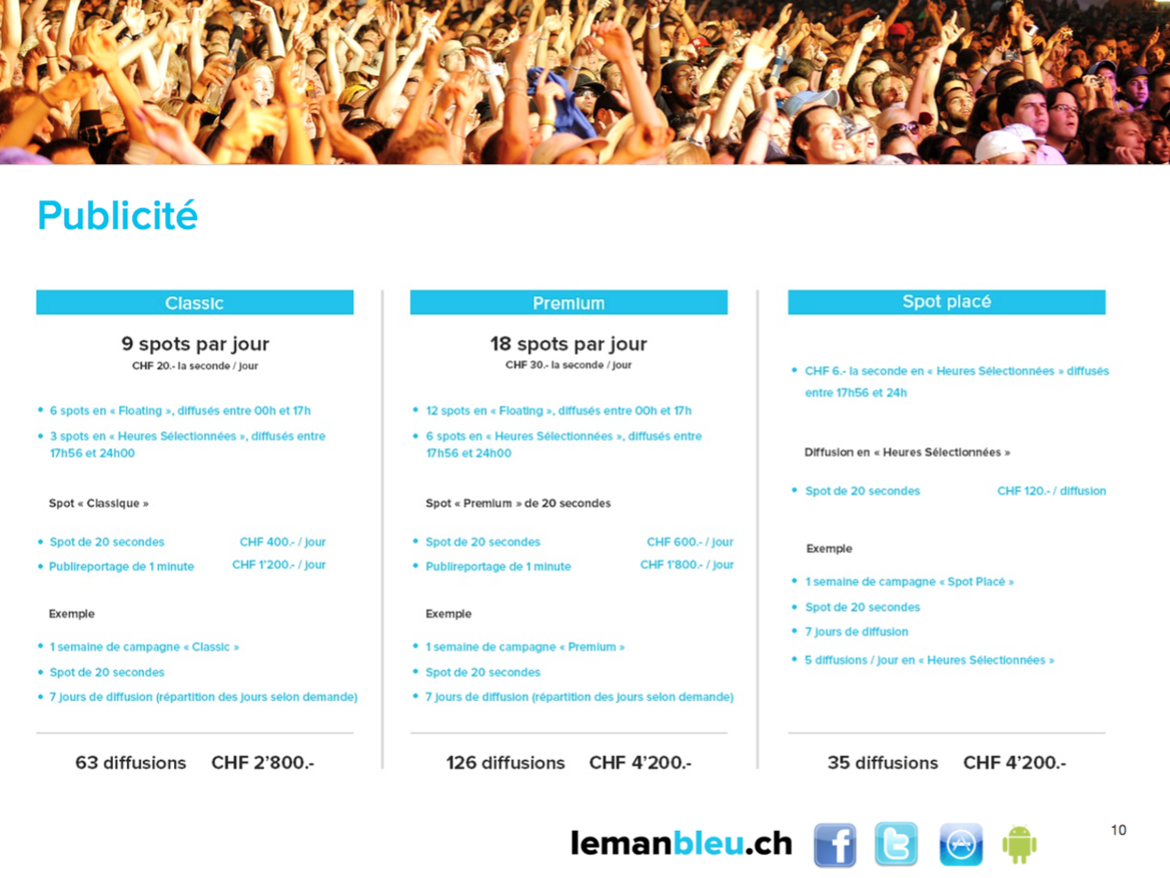 Publicité
Classic
9 spots par jour
CHF 20.- la seconde / jour
• 6 spots en « Floating », diffusés entre 00h et 17h
• 3 spots en « Heures Sélectionnées », diffusés entre
17h56 et 24h00
Spot « Classique »
• Spot de 20 secondes CHF 400.- / jour
• Publireportage de 1 minute CHF 1'200.- / jour
Exemple
• 1 semaine de campagne « Classic »
• Spot de 20 secondes
• 7 jours de diffusion (répartition des jours selon demande)
63 diffusions CHF 2'800.-
Premium
18 spots par jour
CHF 30.- la seconde / jour
• 12 spots en « Floating », diffusés entre 00h et 17h
• 6 spots en « Heures Sélectionnées », diffusés entre
17h56 et 24h00
Spot « Premium » de 20 secondes
• Spot de 20 secondes CHF 600.- / jour
• Publireportage de 1 minute CHF 1'800.- / jour
Exemple
• 1 semaine de campagne « Premium »
• Spot de 20 secondes
• 7 jours de diffusion (répartition des jours selon demande)
126 diffusions CHF 4'200.-
Spot placé
• CHF 6.- la seconde en « Heures Sélectionnées » diffusés
entre 17h56 et 24h
Diffusion en « Heures Sélectionnées »
• Spot de 20 secondes CHF 120.- / diffusion
Exemple
• 1 semaine de campagne « Spot Placé »
• Spot de 20 secondes
• 7 jours de diffusion
• 5 diffusions / jour en « Heures Sélectionnées »
35 diffusions CHF 4'200.-
lemanbleu.ch
10